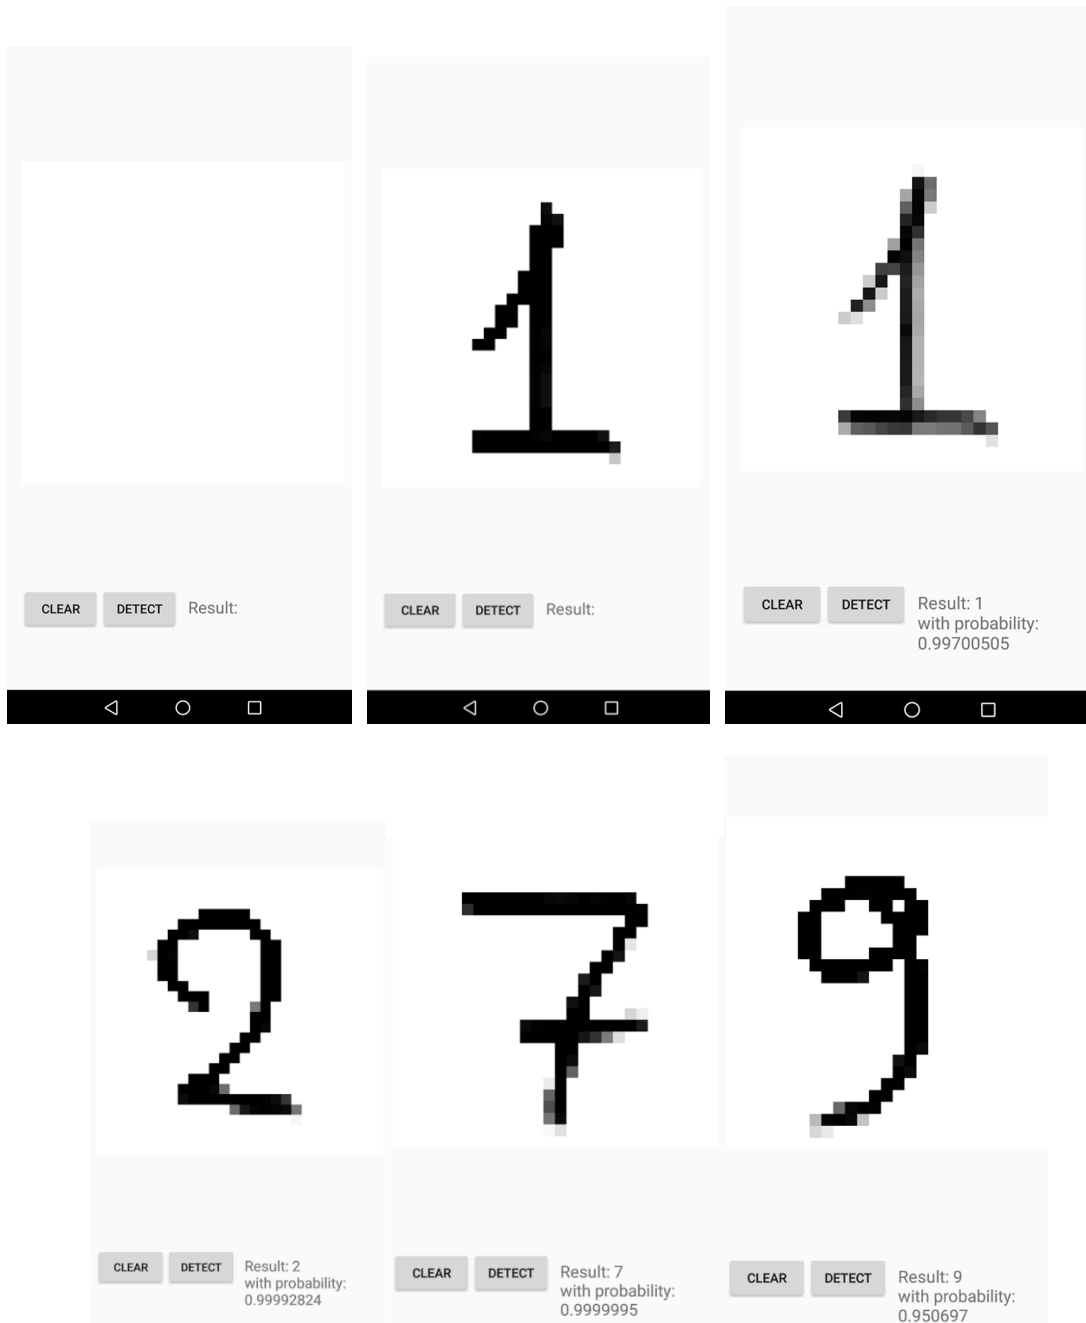 1
1
CLEAR DETECT Result:
CLEAR DETECT Result:
CLEAR DETECT Result: 1
with probability:
0.99700505
2
7
9
CLEAR DETECT Result: 2
with probability:
0.99992824
CLEAR DETECT Result: 7
with probability:
0.9999995
CLEAR DETECT Result: 9
with probability:
0.950697